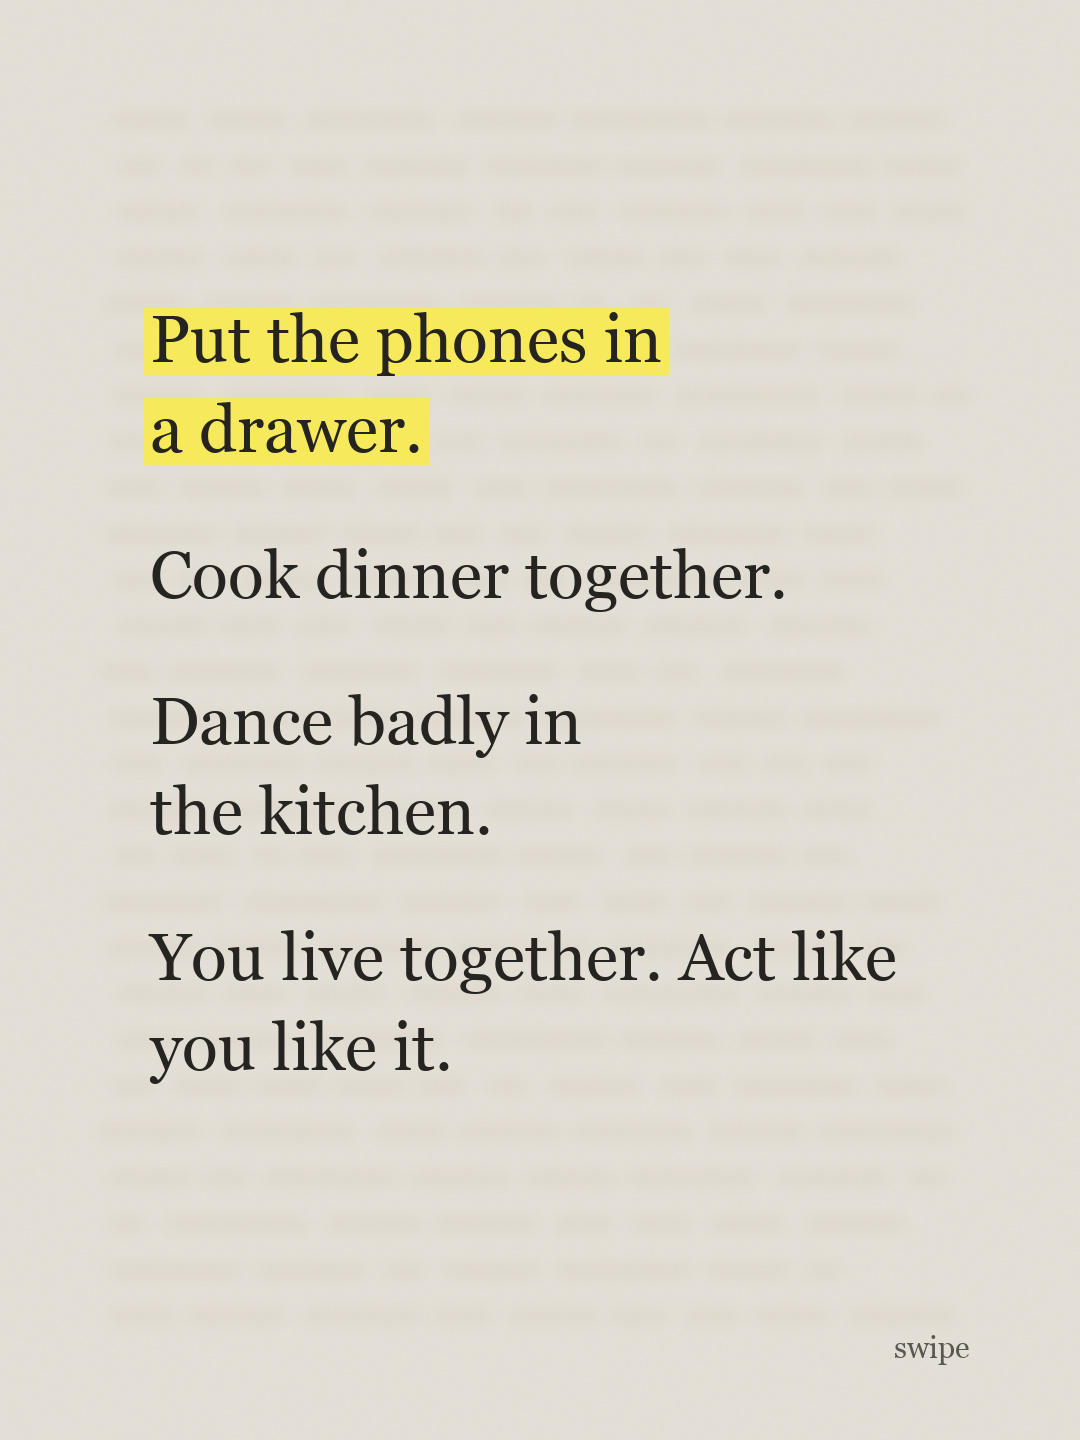 Put the phones in
a drawer.
Cook dinner together.
Dance badly in
the kitchen.
You live together. Act like
you like it.
swipe